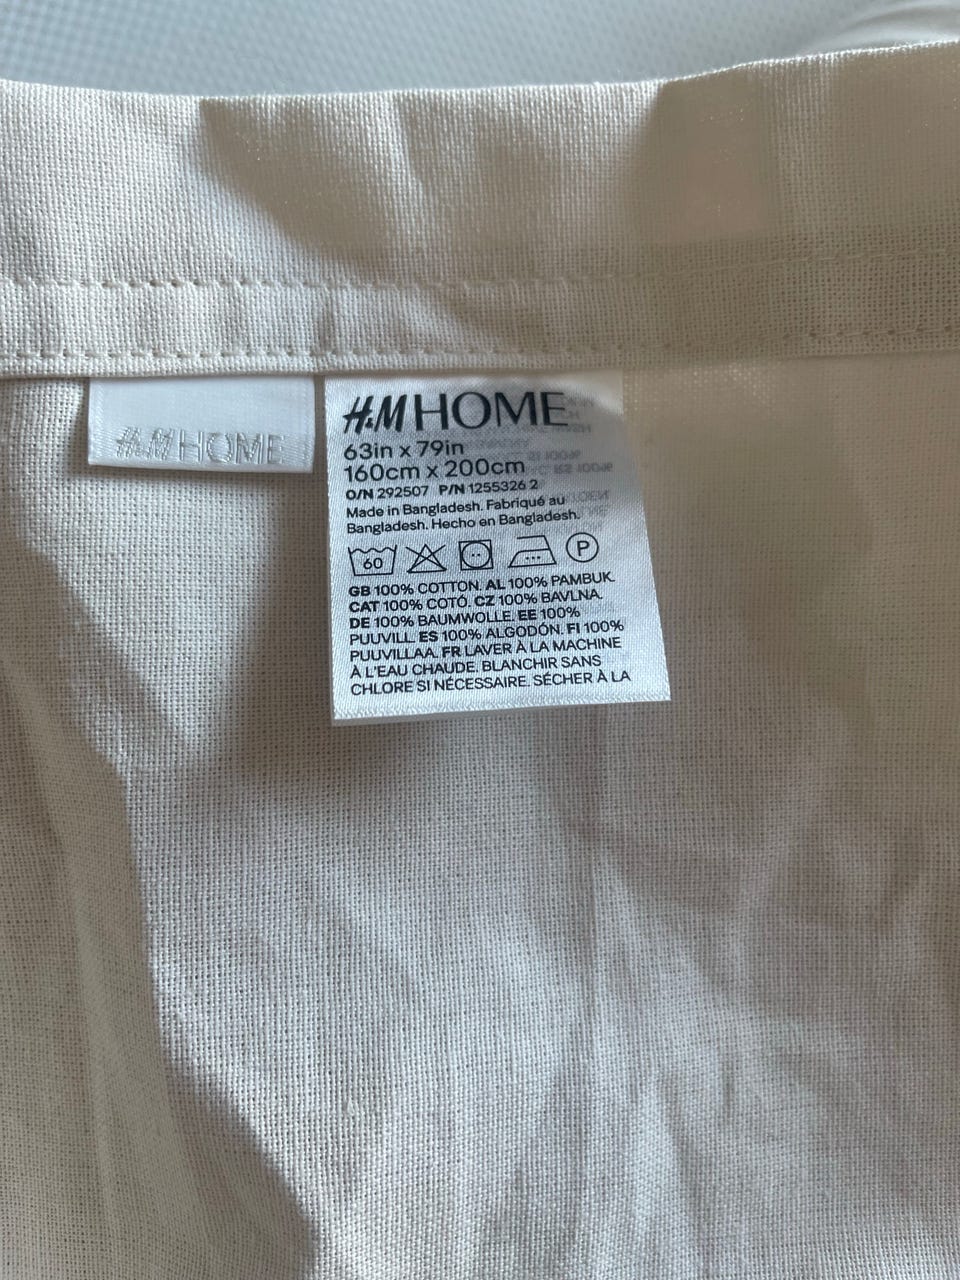 H&M HOME
H&M HOME
63in x 79in
160cm x 200cm
O/N 292507 P/N 1255326 2
Made in Bangladesh. Fabriqué au
Bangladesh. Hecho en Bangladesh.
60 P
GB 100% COTTON. AL 100% PAMBUK.
CAT 100% COTÓ. CZ 100% BAVLNA.
DE 100% BAUMWOLLE. EE 100%
PUUVILL. ES 100% ALGODÓN. FI 100%
PUUVILLAA. FR LAVER À LA MACHINE
À L'EAU CHAUDE. BLANCHIR SANS
CHLORE SI NÉCESSAIRE. SÉCHER À LA